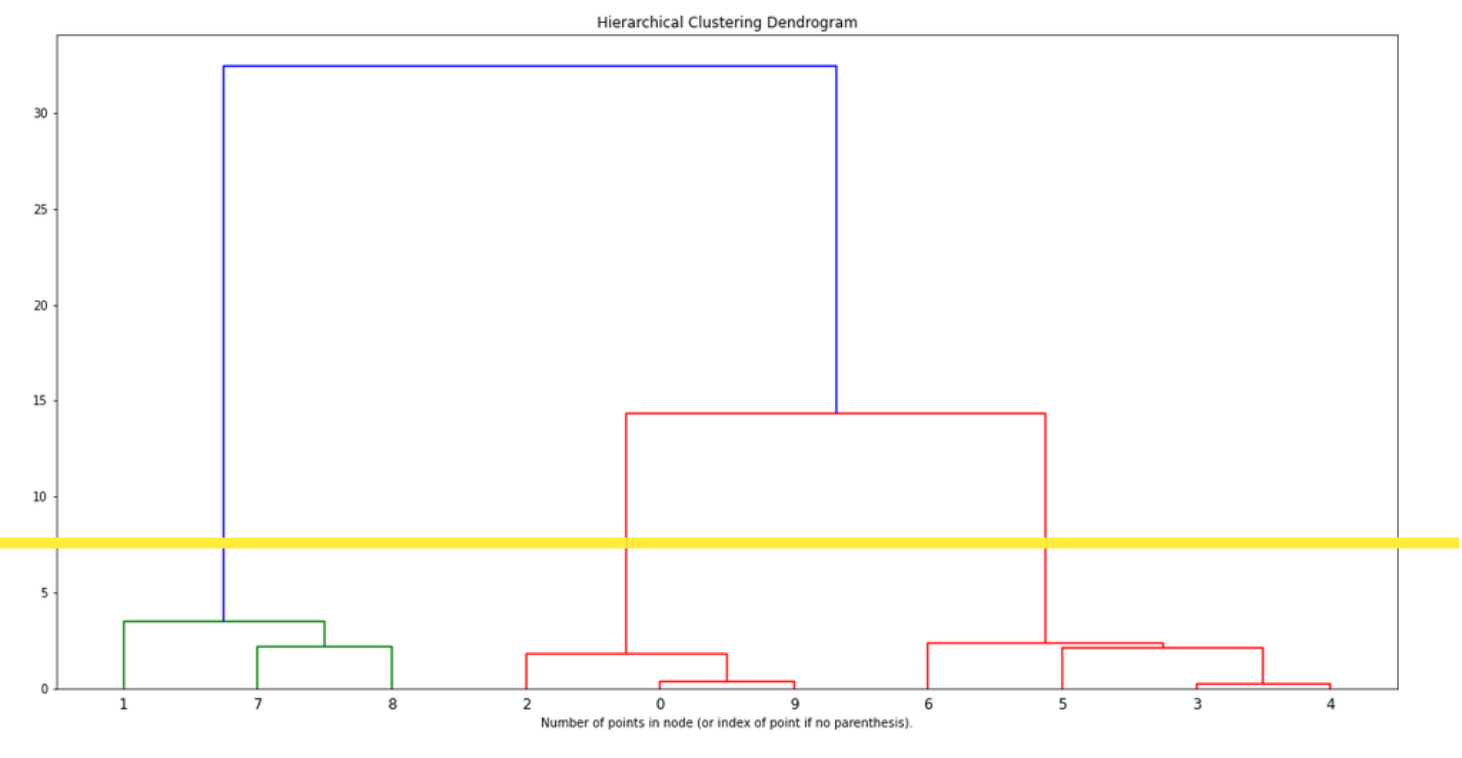 Hierarchical Clustering Dendrogram
30
25
20
15
10
5
0
1 7 8 2 0 9 6 5 3 4
Number of points in node (or index of point if no parenthesis).